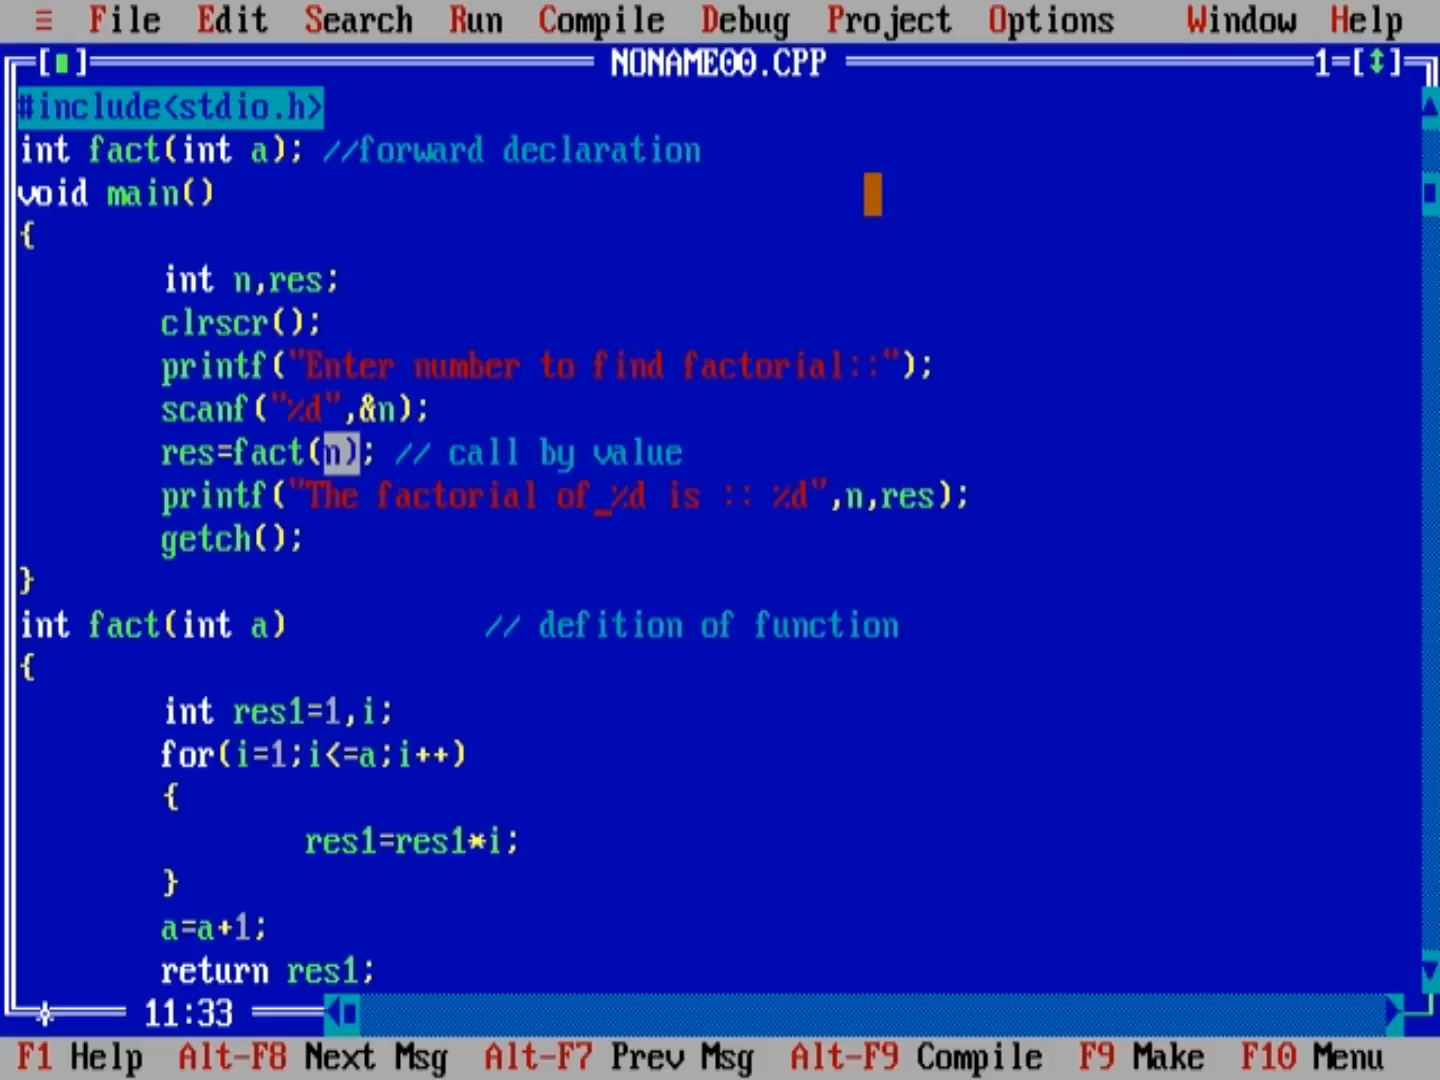 ≡ File Edit Search Run Compile Debug Project Options Window Help
[■] NONAME00.CPP 1=[↕]
#include<stdio.h>
int fact(int a); //forward declaration
void main()
{
int n,res;
clrscr();
printf("Enter number to find factorial::");
scanf("%d",&n);
res=fact(n); // call by value
printf("The factorial of %d is :: %d",n,res);
getch();
}
int fact(int a) // defition of function
{
int res1=1,i;
for(i=1;i<=a;i++)
{
res1=res1*i;
}
a=a+1;
return res1;
11:33
F1 Help Alt-F8 Next Msg Alt-F7 Prev Msg Alt-F9 Compile F9 Make F10 Menu